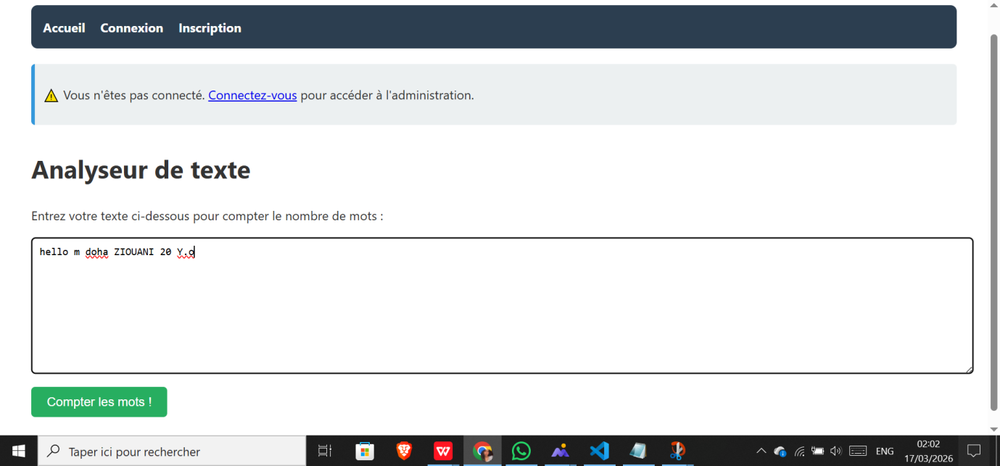 Accueil Connexion Inscription
⚠ Vous n'êtes pas connecté. Connectez-vous pour accéder à l'administration.
Analyseur de texte
Entrez votre texte ci-dessous pour compter le nombre de mots :
hello m doha ZIOUANI 20 Y.o
Compter les mots !
Taper ici pour rechercher
ENG
02:02
17/03/2026